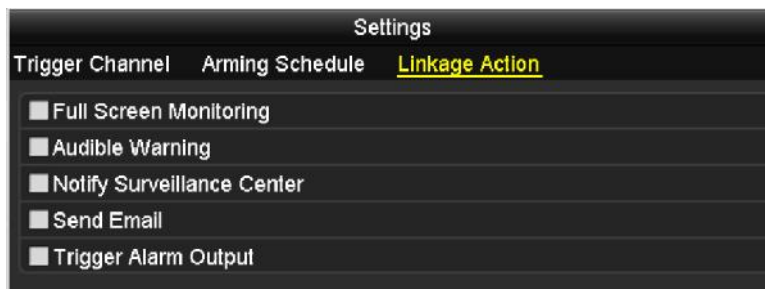 Settings
Trigger Channel Arming Schedule Linkage Action
Full Screen Monitoring
Audible Warning
Notify Surveillance Center
Send Email
Trigger Alarm Output